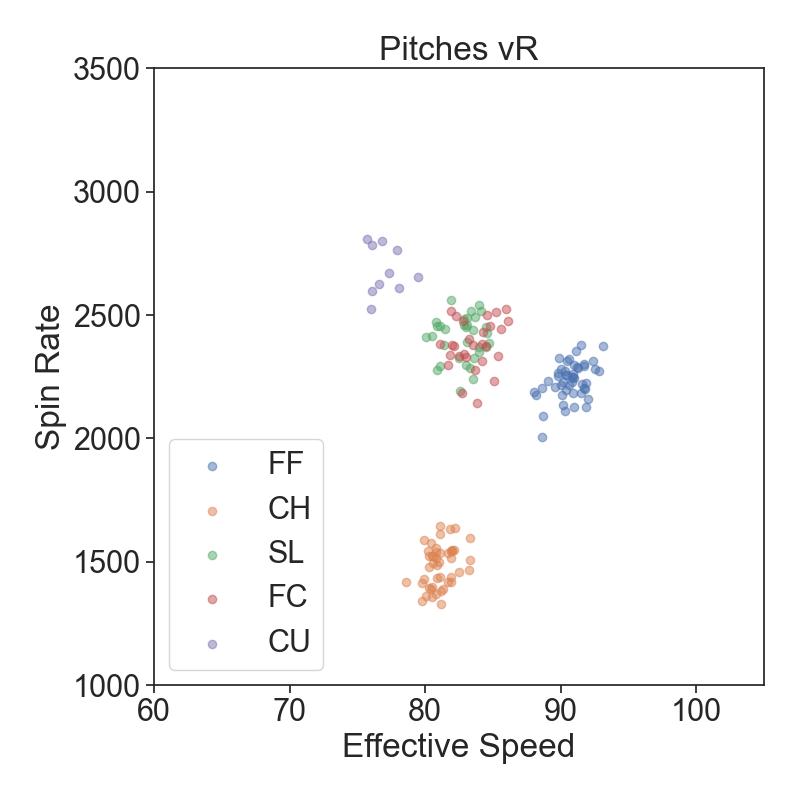 Pitches vR
3500
3000
2500
2000
1500
1000
Spin Rate
FF
CH
SL
FC
CU
60 70 80 90 100
Effective Speed